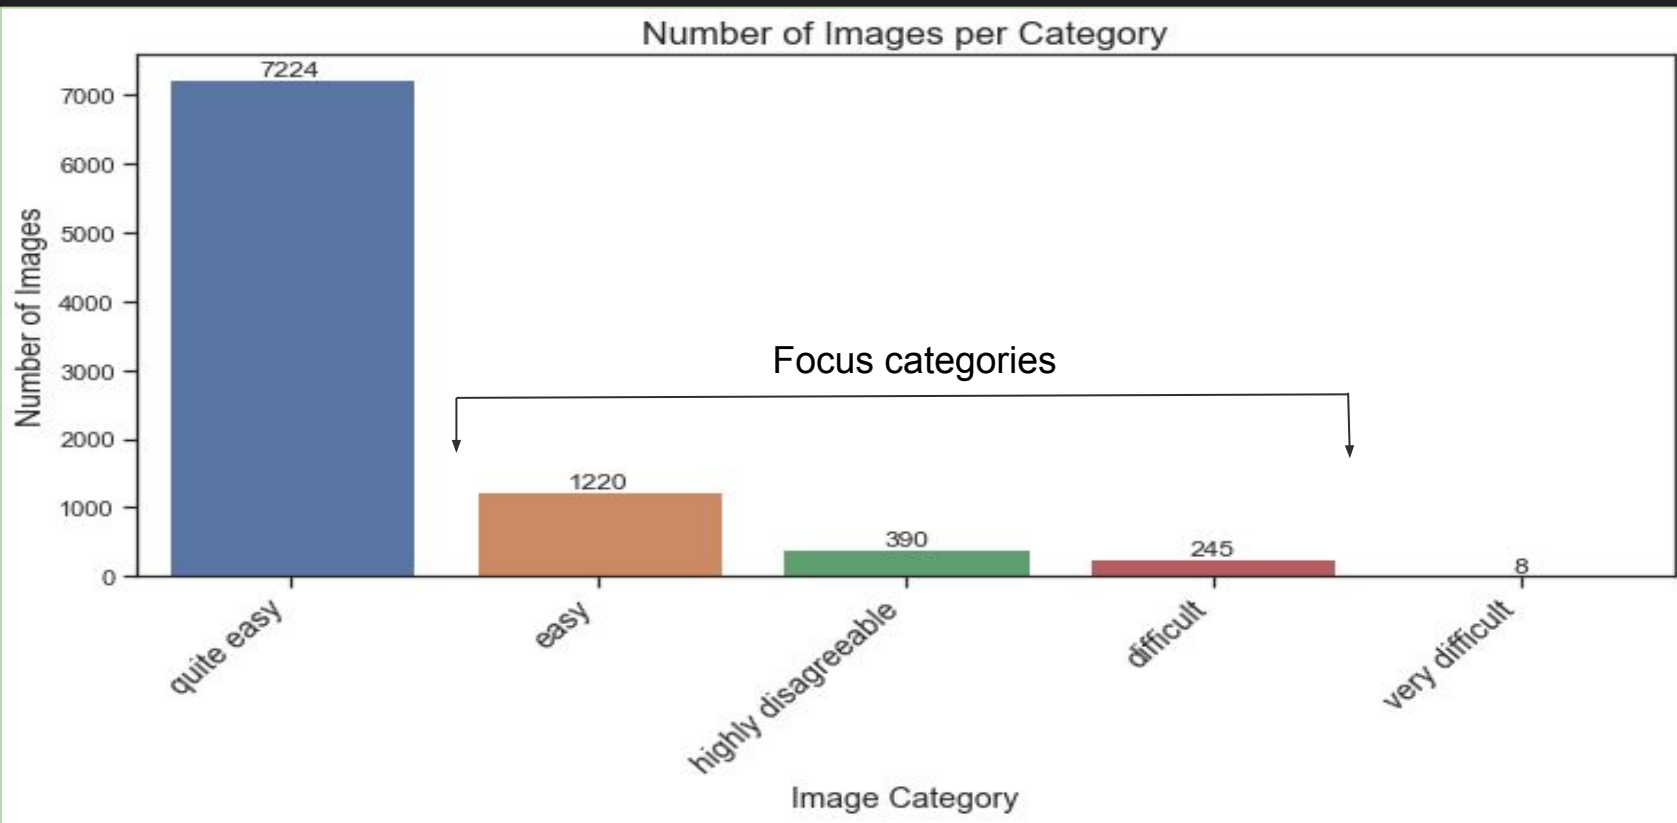 Number of Images per Category
7224
7000
6000
5000
4000
3000
2000
1000
0
Number of Images
Focus categories
1220
390
245
8
quite easy
easy
highly disagreeable
difficult
very difficult
Image Category